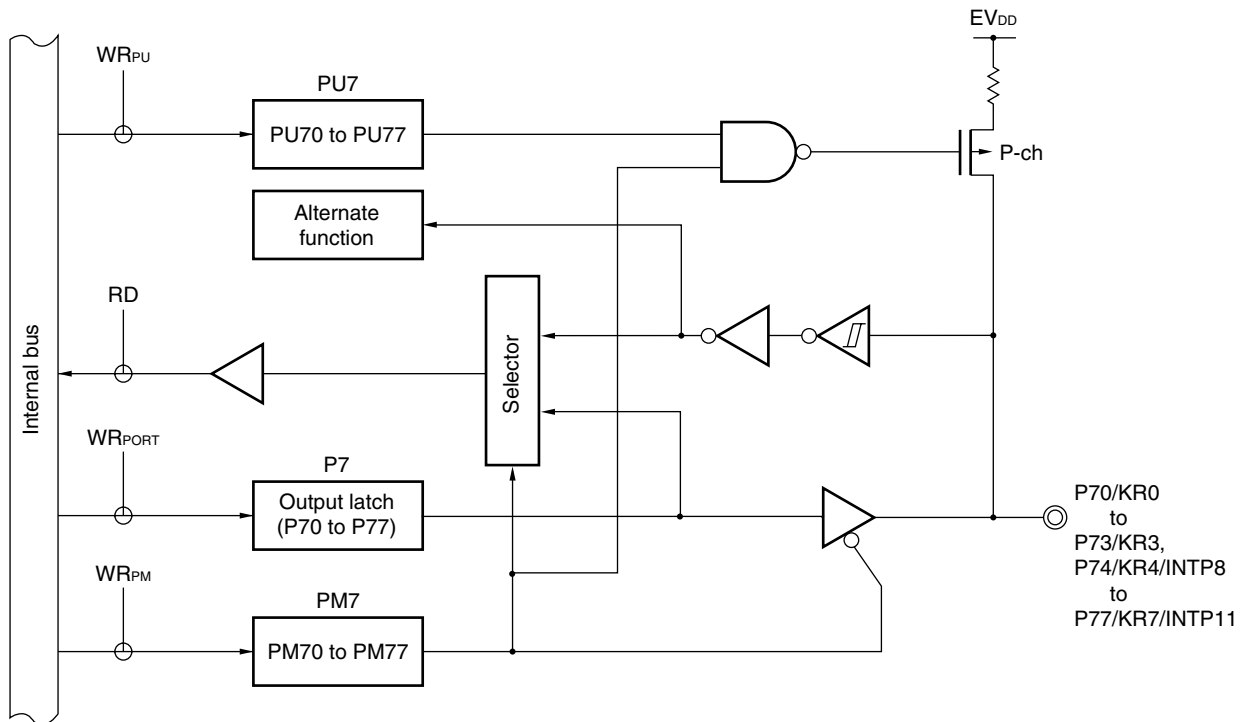 EVDD
WRPU
PU7
PU70 to PU77
P-ch
Alternate
function
RD
Internal bus
Selector
WRPORT
P7
Output latch
(P70 to P77)
P70/KR0
to
P73/KR3,
P74/KR4/INTP8
to
P77/KR7/INTP11
WRPM
PM7
PM70 to PM77